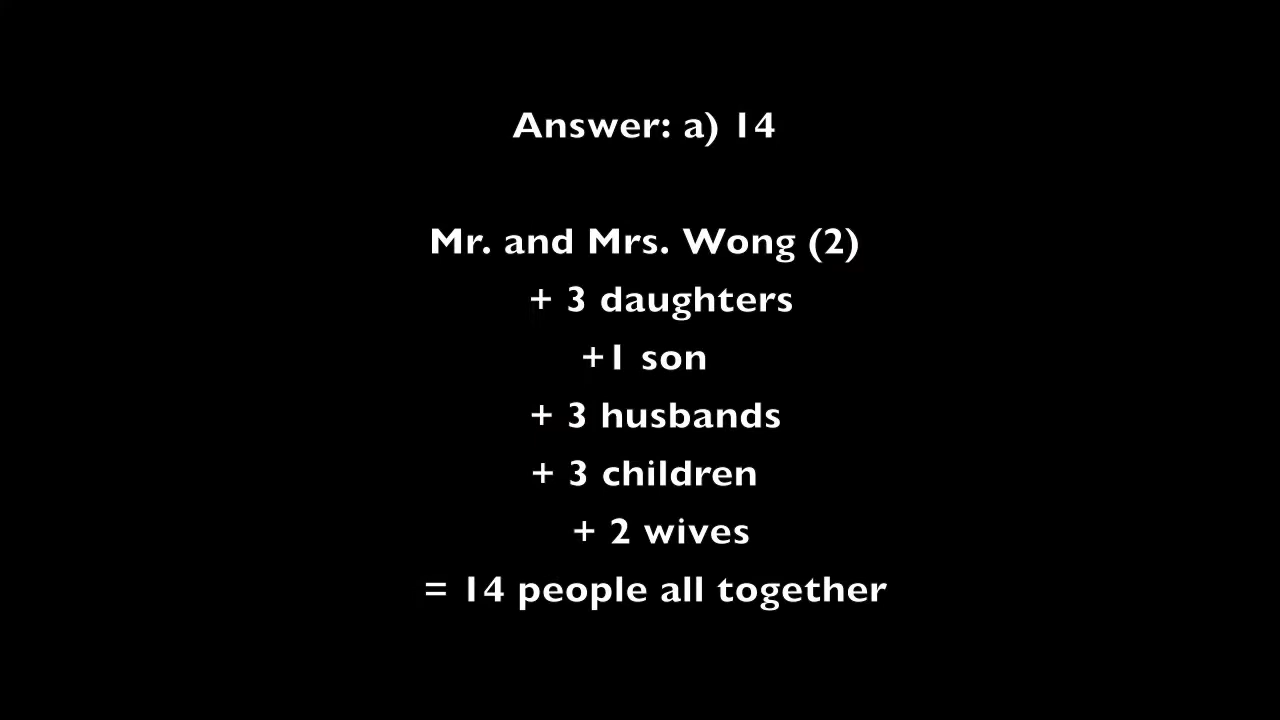 Answer: a) 14
Mr. and Mrs. Wong (2)
+ 3 daughters
+1 son
+ 3 husbands
+ 3 children
+ 2 wives
= 14 people all together